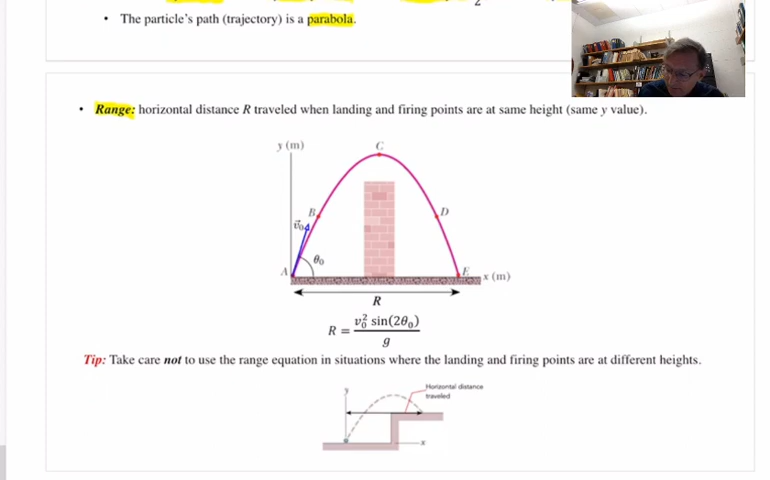 2
• The particle's path (trajectory) is a parabola.
• Range: horizontal distance R traveled when landing and firing points are at same height (same y value).
y (m)
C
B
D
v⃗₀
θ₀
A
E
x (m)
R
R = v₀² sin(2θ₀) / g
Tip: Take care not to use the range equation in situations where the landing and firing points are at different heights.
Horizontal distance
traveled
y
x